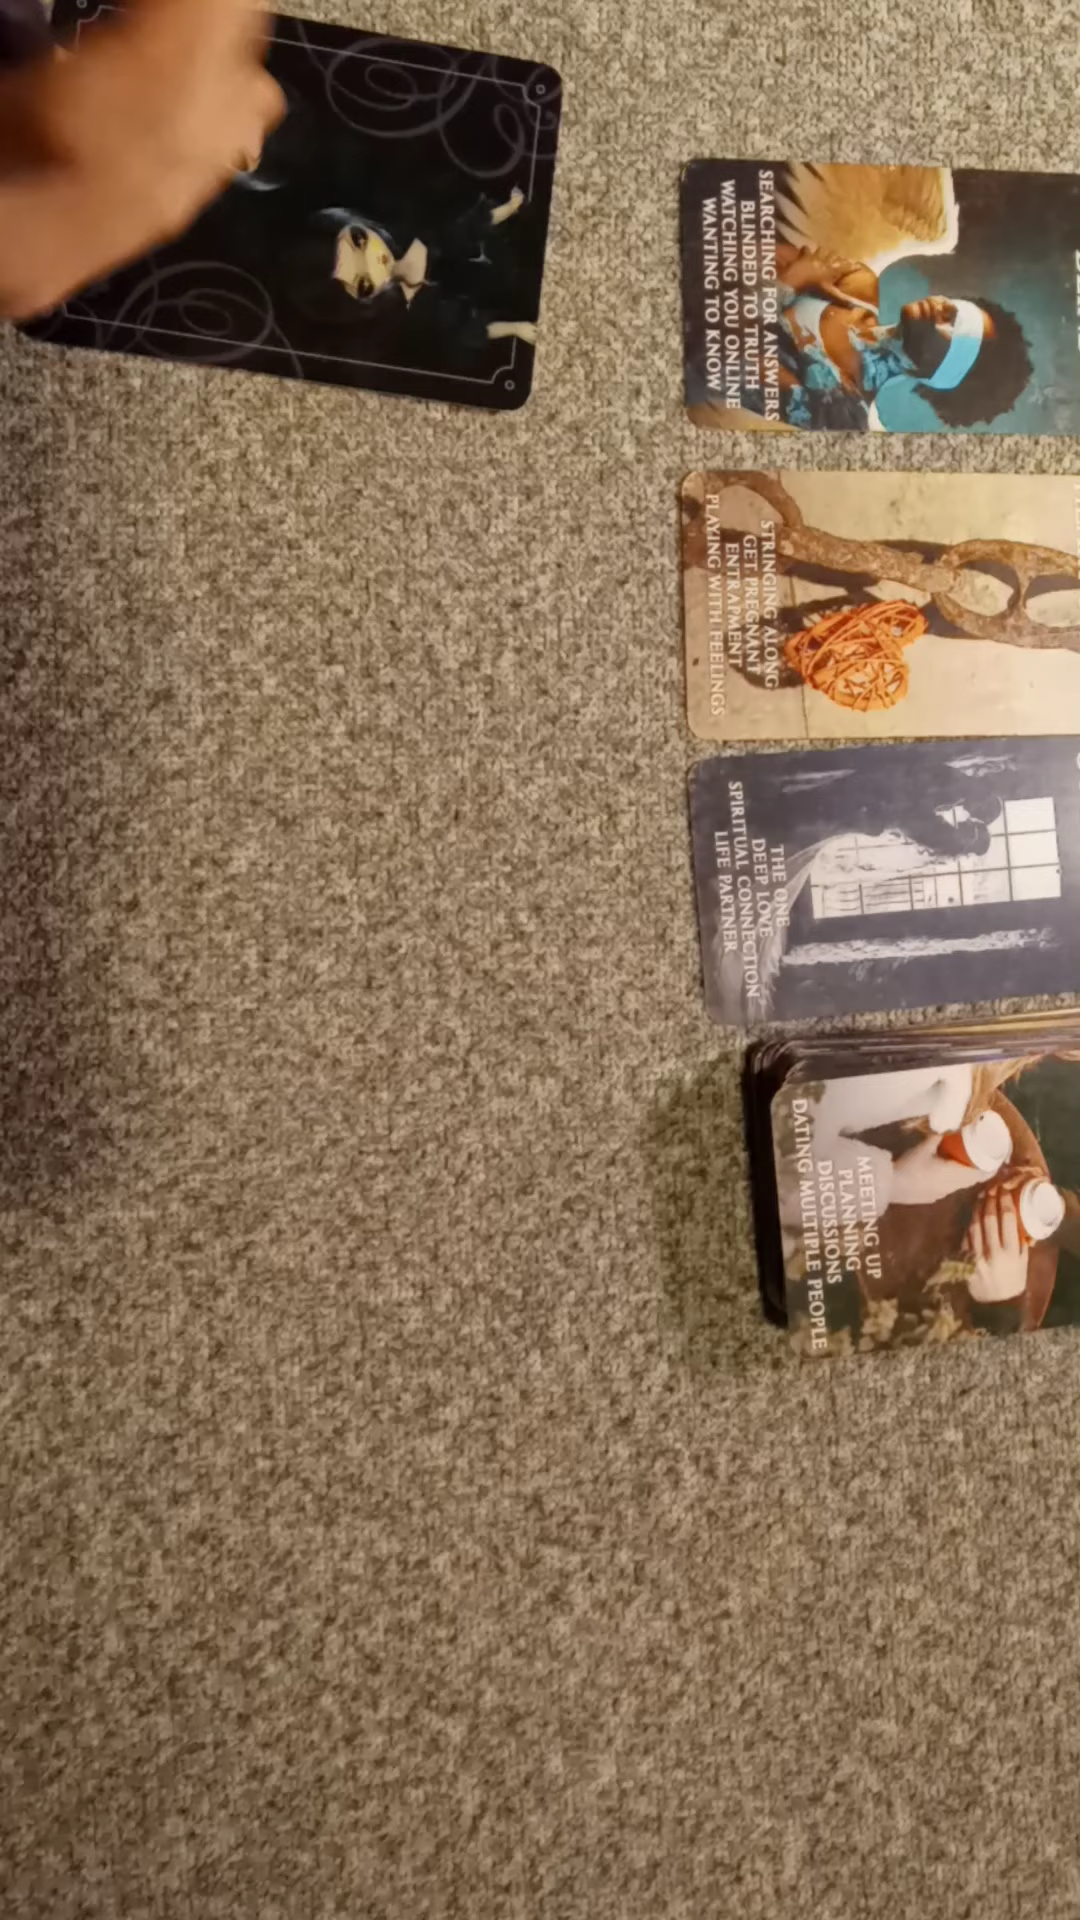 SEARCHING FOR ANSWERS
BLINDED TO TRUTH
WATCHING YOU ONLINE
WANTING TO KNOW
STRINGING ALONG
GET PREGNANT
ENTRAPMENT
PLAYING WITH FEELINGS
THE ONE
DEEP LOVE
SPIRITUAL CONNECTION
LIFE PARTNER
MEETING UP
PLANNING
DISCUSSIONS
DATING MULTIPLE PEOPLE